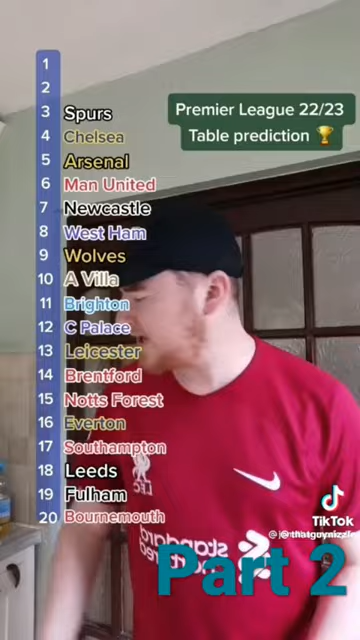 Premier League 22/23
Table prediction 🏆
1
2
3 Spurs
4 Chelsea
5 Arsenal
6 Man United
7 Newcastle
8 West Ham
9 Wolves
10 A Villa
11 Brighton
12 C Palace
13 Leicester
14 Brentford
15 Notts Forest
16 Everton
17 Southampton
18 Leeds
19 Fulham
20 Bournemouth
L.F.C.
standard
chartered
TikTok
Part 2